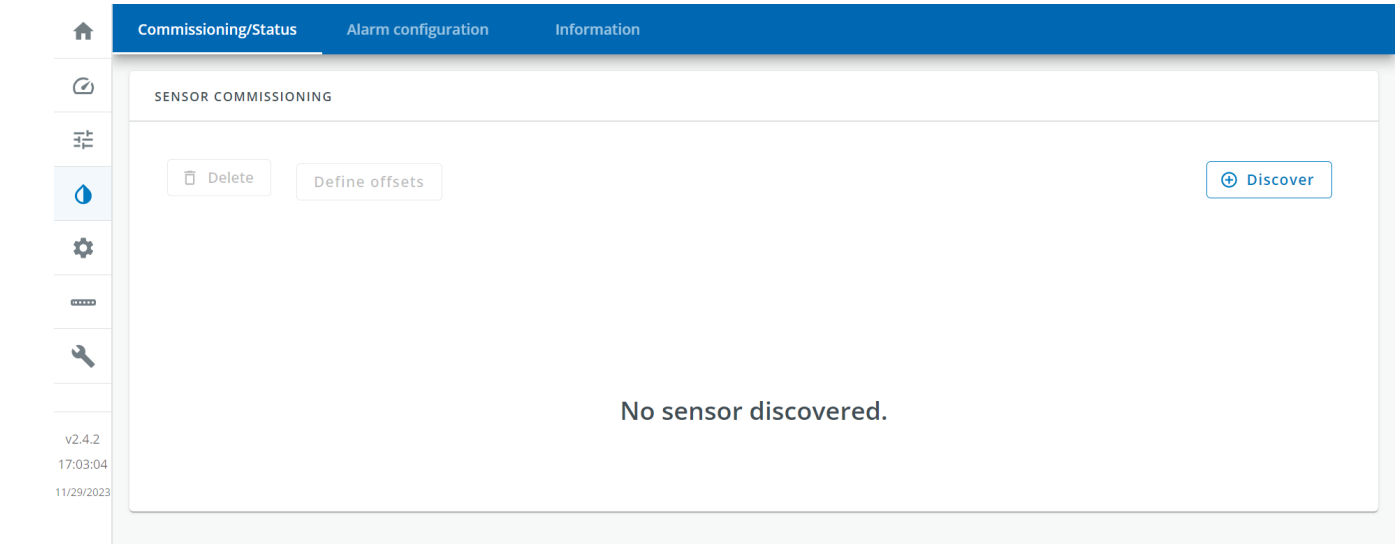 Commissioning/Status Alarm configuration Information
SENSOR COMMISSIONING
Delete Define offsets Discover
No sensor discovered.
v2.4.2
17:03:04
11/29/2023